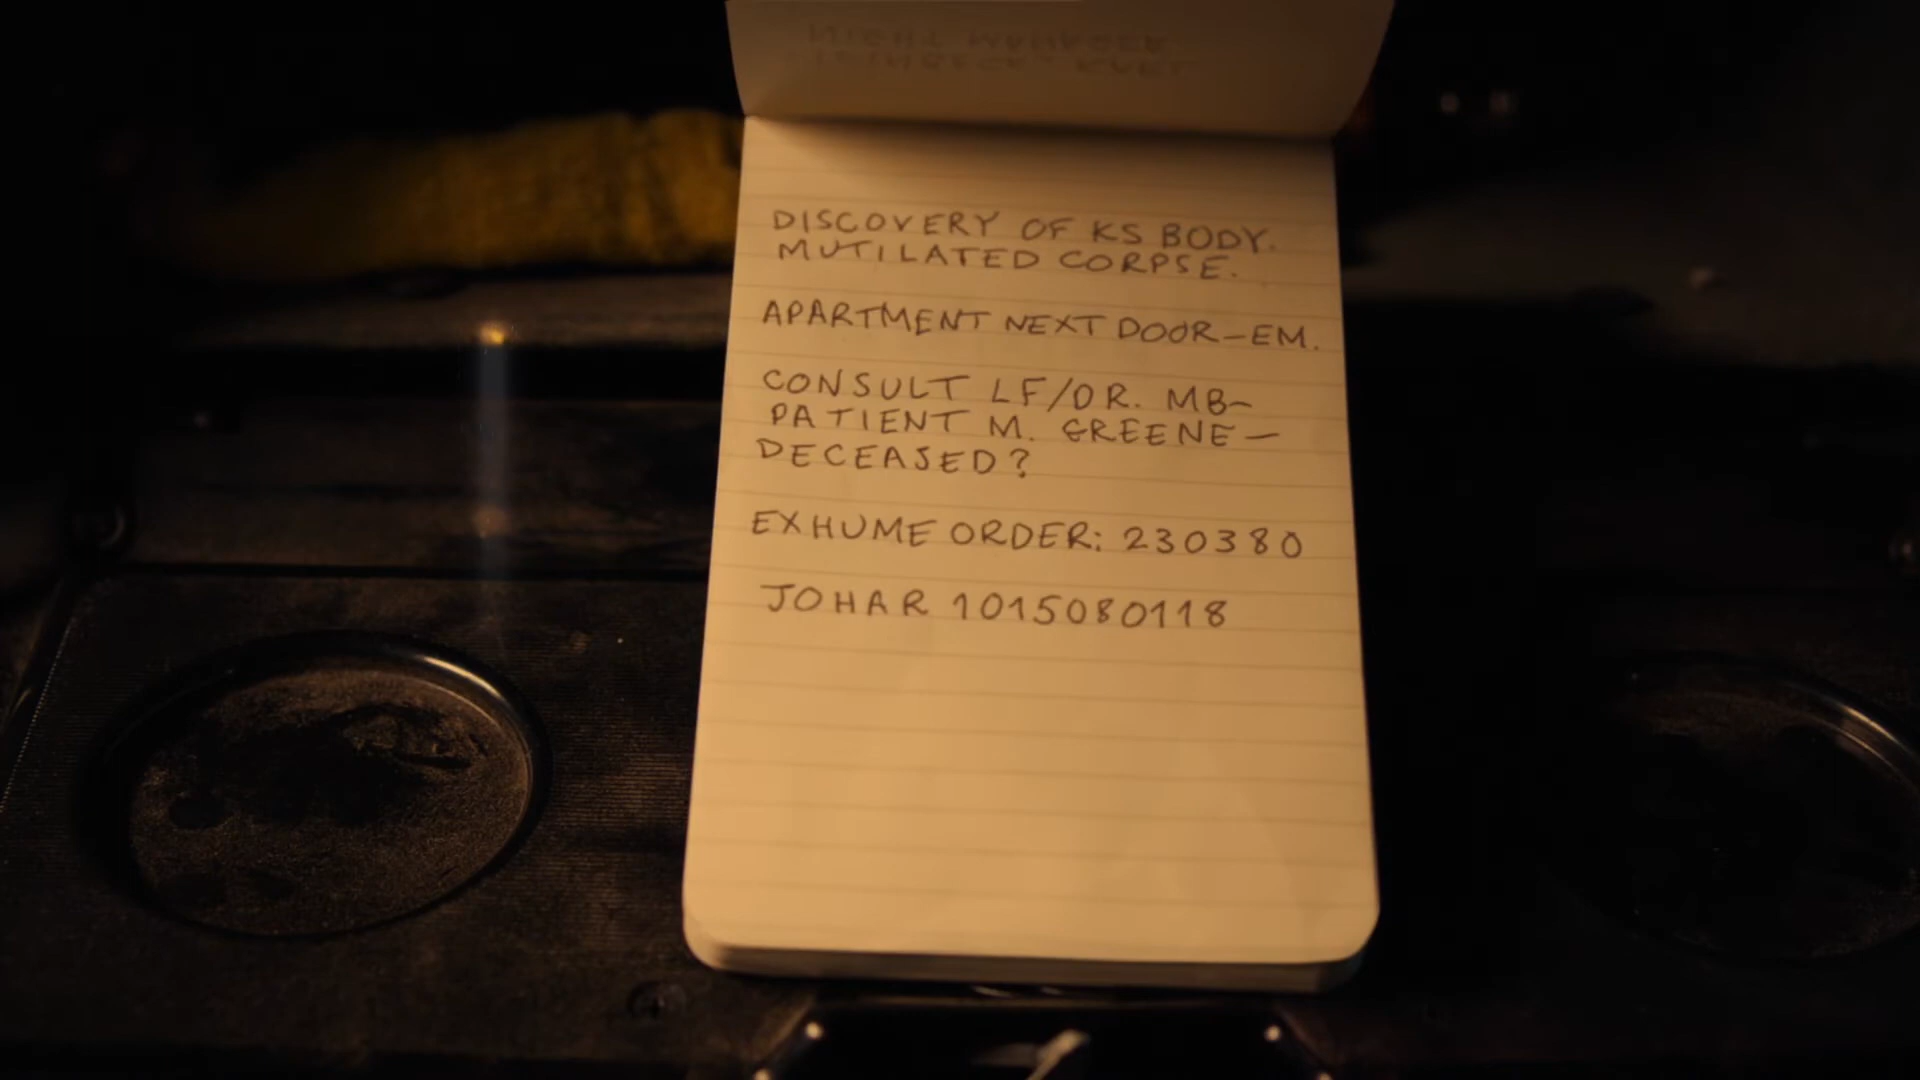 DISCOVERY OF KS BODY.
MUTILATED CORPSE.
APARTMENT NEXT DOOR—EM.
CONSULT LF/DR. MB—
PATIENT M. GREENE—
DECEASED?
EXHUME ORDER: 230380
JOHAR 1015080118